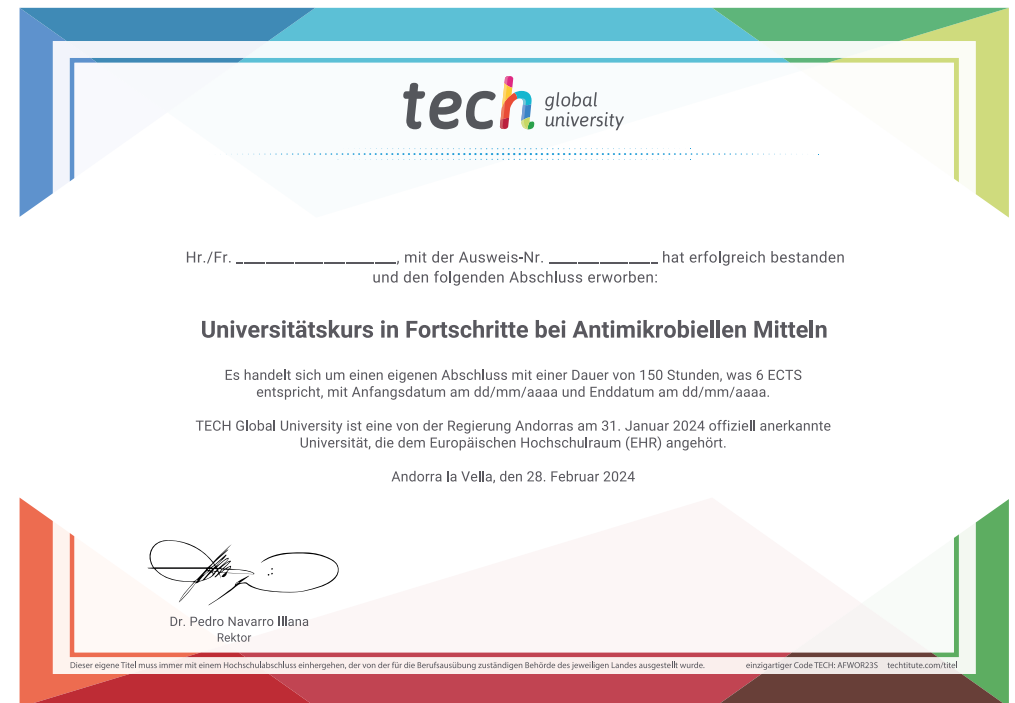 tech global university
Hr./Fr. ____________________, mit der Ausweis-Nr. ______________ hat erfolgreich bestanden
und den folgenden Abschluss erworben:
Universitätskurs in Fortschritte bei Antimikrobiellen Mitteln
Es handelt sich um einen eigenen Abschluss mit einer Dauer von 150 Stunden, was 6 ECTS
entspricht, mit Anfangsdatum am dd/mm/aaaa und Enddatum am dd/mm/aaaa.
TECH Global University ist eine von der Regierung Andorras am 31. Januar 2024 offiziell anerkannte
Universität, die dem Europäischen Hochschulraum (EHR) angehört.
Andorra la Vella, den 28. Februar 2024
Dr. Pedro Navarro Illana
Rektor
Dieser eigene Titel muss immer mit einem Hochschulabschluss einhergehen, der von der für die Berufsausübung zuständigen Behörde des jeweiligen Landes ausgestellt wurde. einzigartiger Code TECH: AFWOR23S techtitute.com/titel